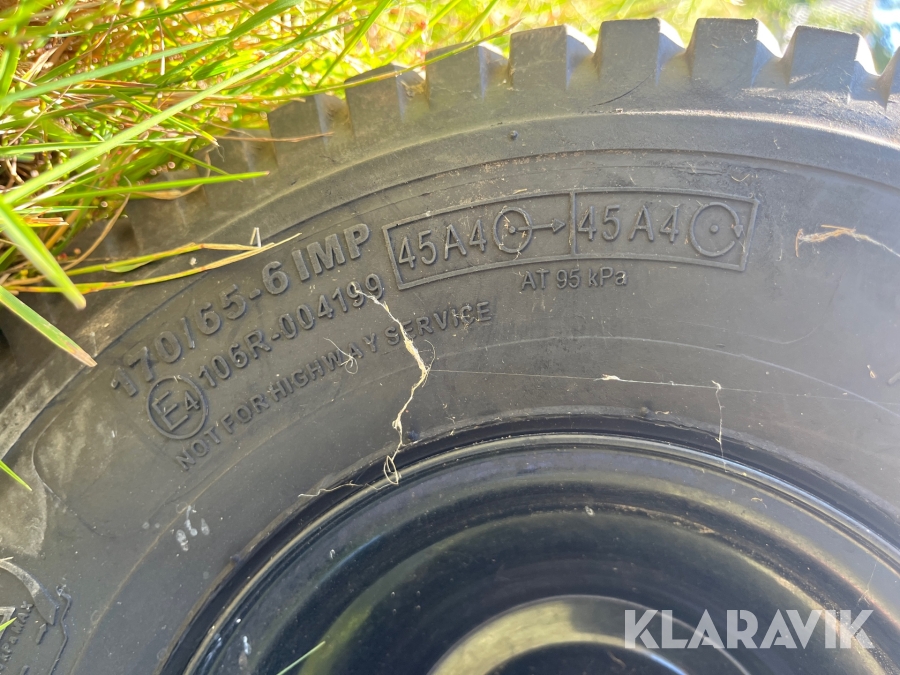 170/55-6 IMP
45A4 45A4
AT 95 kPa
E4 106R-004199
NOT FOR HIGHWAY SERVICE
KLARAVIK